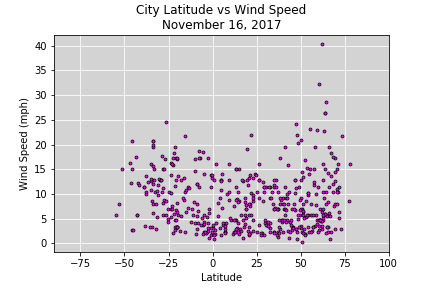 City Latitude vs Wind Speed
November 16, 2017
40
35
30
25
20
15
10
5
0
Wind Speed (mph)
−75 −50 −25 0 25 50 75 100
Latitude